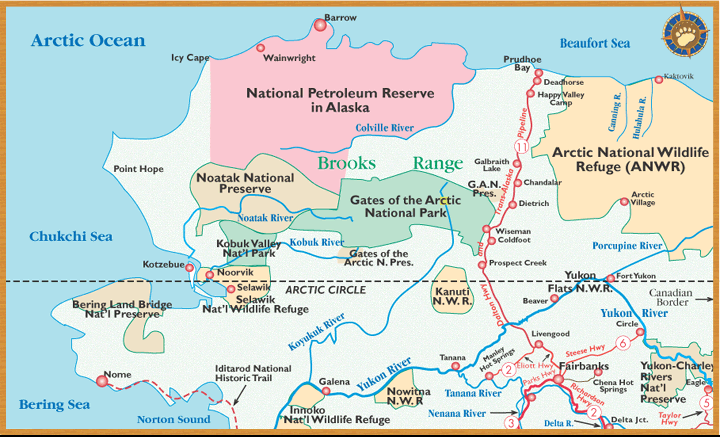 Barrow
Arctic Ocean
Beaufort Sea
Icy Cape
Wainwright
Prudhoe
Bay
Deadhorse
Kaktovik
Happy Valley
Camp
National Petroleum Reserve
in Alaska
Canning R.
Hulahula R.
Pipeline
Colville River
11
Arctic National Wildlife
Refuge (ANWR)
Point Hope
Brooks Range
Galbraith
Lake
Noatak National
Preserve
G.A.N.
Pres.
Chandalar
Trans-Alaska
Gates of the Arctic
National Park
Dietrich
Arctic
Village
Noatak River
Wiseman
Coldfoot
Chukchi Sea
Kobuk Valley
Nat'l Park
Kobuk River
Gates of the
Arctic N. Pres.
and
Porcupine River
Kotzebue
Noorvik
Prospect Creek
Yukon
Flats N.W.R.
Fort Yukon
Selawik
ARCTIC CIRCLE
Kanuti
N.W.R.
Dalton Hwy
Beaver
Canadian
Border
Bering Land Bridge
Nat'l Preserve
Selawik
Nat'l Wildlife Refuge
Yukon River
Circle
Koyukuk River
Livengood
Steese Hwy
6
Manley
Hot Springs
Tanana
2
Elliott Hwy
Parks Hwy
Fairbanks
Yukon-Charley
Rivers
Nat'l
Preserve
Nome
Iditarod National
Historic Trail
Galena
Yukon River
Chena Hot
Springs
Eagle
Tanana River
Richardson
Hwy
Nowitna
N.W.R
Bering Sea
Norton Sound
Innoko
Nat'l Wildlife Refuge
Nenana River
3
2
Delta R.
Delta Jct.
Taylor
Hwy
5